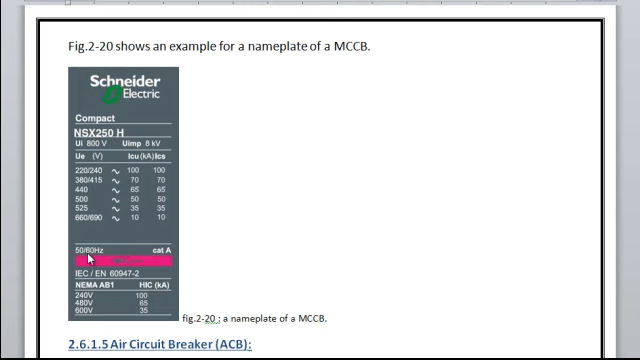 Fig.2-20 shows an example for a nameplate of a MCCB.
Schneider
Electric
Compact
NSX250 H
Ui 800 V Uimp 8 kV
Ue (V) Icu (kA) Ics
220/240 ∿ 100 100
380/415 ∿ 70 70
440 ∿ 65 65
500 ∿ 50 50
525 ∿ 35 35
660/690 ∿ 10 10
50/60Hz cat A
IEC / EN 60947-2
NEMA AB1 HIC (kA)
240V 100
480V 65
600V 35
fig.2-20 : a nameplate of a MCCB.
2.6.1.5 Air Circuit Breaker (ACB):